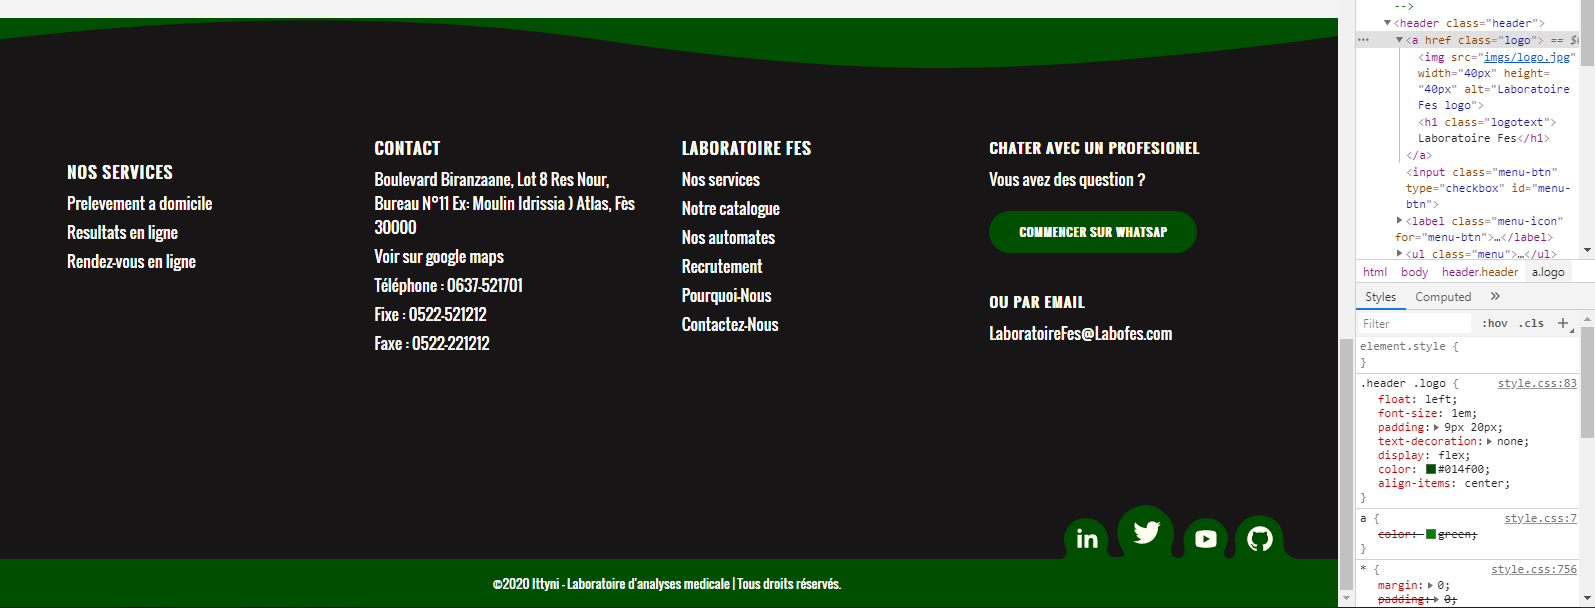 NOS SERVICES
Prelevement a domicile
Resultats en ligne
Rendez-vous en ligne
CONTACT
Boulevard Biranzaane, Lot 8 Res Nour,
Bureau N°11 Ex: Moulin Idrissia ) Atlas, Fès
30000
Voir sur google maps
Téléphone : 0637-521701
Fixe : 0522-521212
Faxe : 0522-221212
LABORATOIRE FES
Nos services
Notre catalogue
Nos automates
Recrutement
Pourquoi-Nous
Contactez-Nous
CHATER AVEC UN PROFESIONEL
Vous avez des question ?
COMMENCER SUR WHATSAP
OU PAR EMAIL
LaboratoireFes@Labofes.com
in
©2020 Ittyni - Laboratoire d'analyses medicale | Tous droits réservés.
-->
<header class="header">
<a href class="logo"> == $
<img src="imgs/logo.jpg"
width="40px" height=
"40px" alt="Laboratoire
Fes logo">
<h1 class="logotext">
Laboratoire Fes</h1>
</a>
<input class="menu-btn"
type="checkbox" id="menu-
btn">
<label class="menu-icon"
for="menu-btn">…</label>
<ul class="menu">…</ul>
html body header.header a.logo
Styles Computed »
Filter :hov .cls +
element.style {
}
.header .logo { style.css:83
float: left;
font-size: 1em;
padding: 9px 20px;
text-decoration: none;
display: flex;
color: #014f00;
align-items: center;
}
a { style.css:7
color: green;
}
* { style.css:756
margin: 0;
padding: 0;